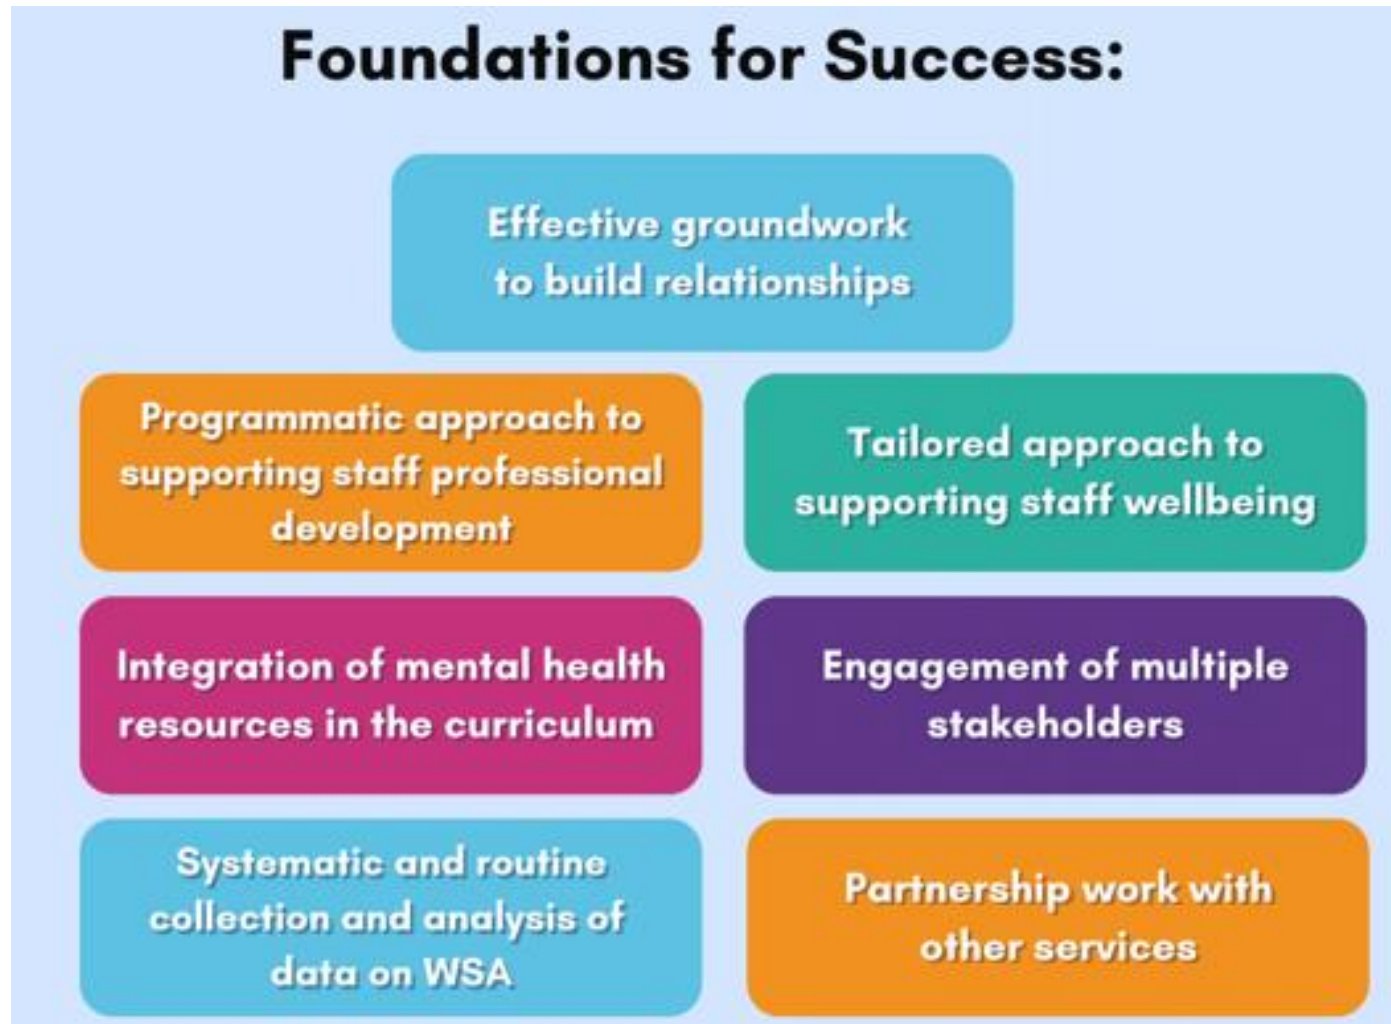 Foundations for Success:
Effective groundwork
to build relationships
Programmatic approach to
supporting staff professional
development
Tailored approach to
supporting staff wellbeing
Integration of mental health
resources in the curriculum
Engagement of multiple
stakeholders
Systematic and routine
collection and analysis of
data on WSA
Partnership work with
other services